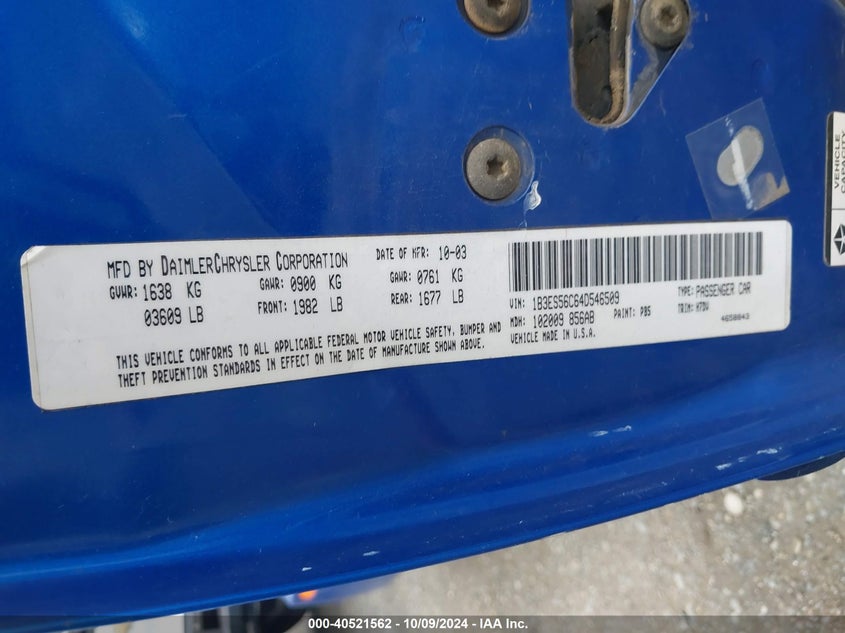 MFD BY DAIMLERCHRYSLER CORPORATION DATE OF MFR: 10-03
GVWR: 1638 KG GAWR: 0900 KG GAWR: 0761 KG
03609 LB FRONT: 1982 LB REAR: 1677 LB
THIS VEHICLE CONFORMS TO ALL APPLICABLE FEDERAL MOTOR VEHICLE SAFETY, BUMPER AND
THEFT PREVENTION STANDARDS IN EFFECT ON THE DATE OF MANUFACTURE SHOWN ABOVE.
VIN: 1B3ES56C64D546509 TYPE: PASSENGER CAR
MDH: 102009 856AB PAINT: PB5 TRIM: H7DV
VEHICLE MADE IN U.S.A. 4658843
VEHICLE
CAPACITY
000-40521562 - 10/09/2024 - IAA Inc.